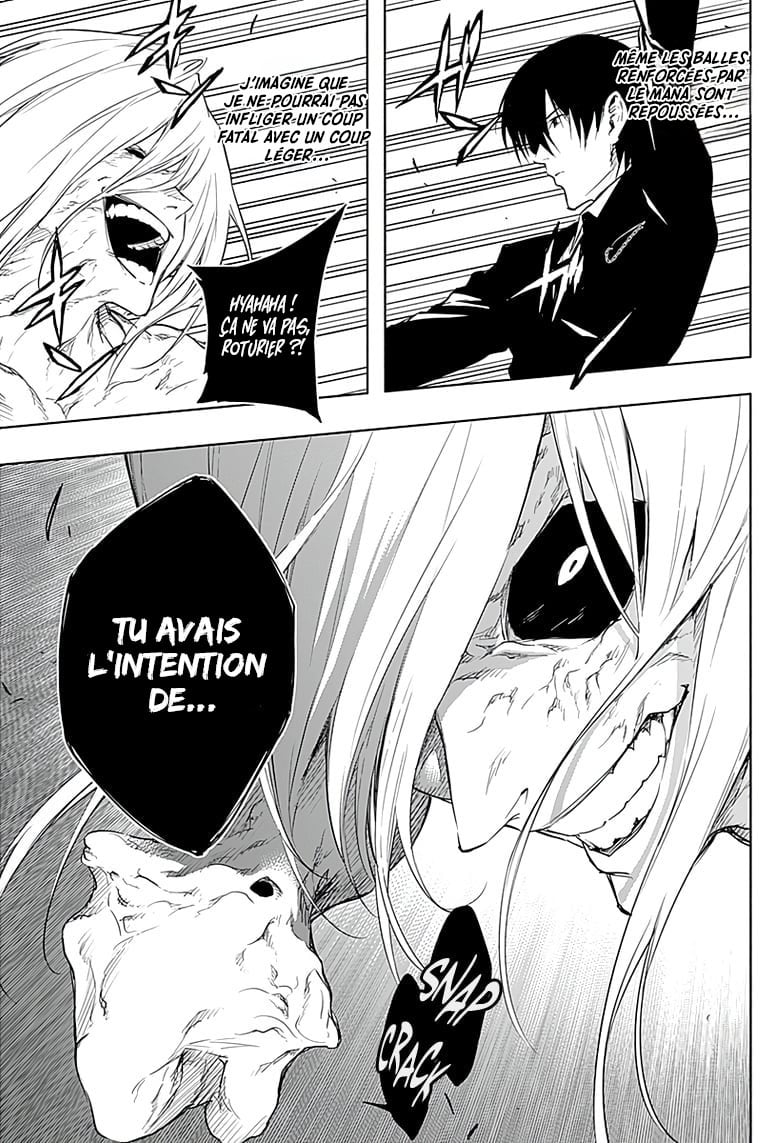 MÊME LES BALLES
RENFORCÉES PAR
LE MANA SONT
REPOUSSÉES...
J'IMAGINE QUE
JE NE POURRAI PAS
INFLIGER UN COUP
FATAL AVEC UN COUP
LÉGER...
HYAHAHA !
ÇA NE VA PAS,
ROTURIER ?!
TU AVAIS
L'INTENTION
DE...
SNAP
CRACK